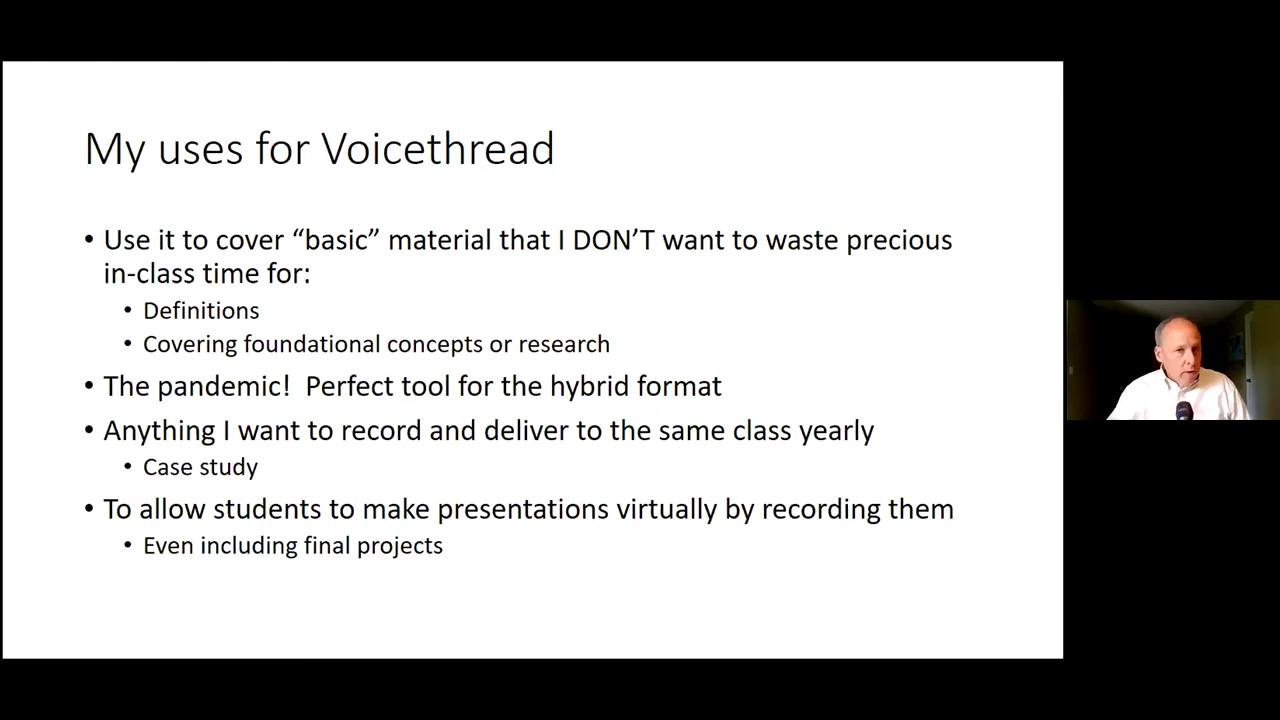 My uses for Voicethread
• Use it to cover “basic” material that I DON’T want to waste precious
in-class time for:
• Definitions
• Covering foundational concepts or research
• The pandemic!  Perfect tool for the hybrid format
• Anything I want to record and deliver to the same class yearly
• Case study
• To allow students to make presentations virtually by recording them
• Even including final projects